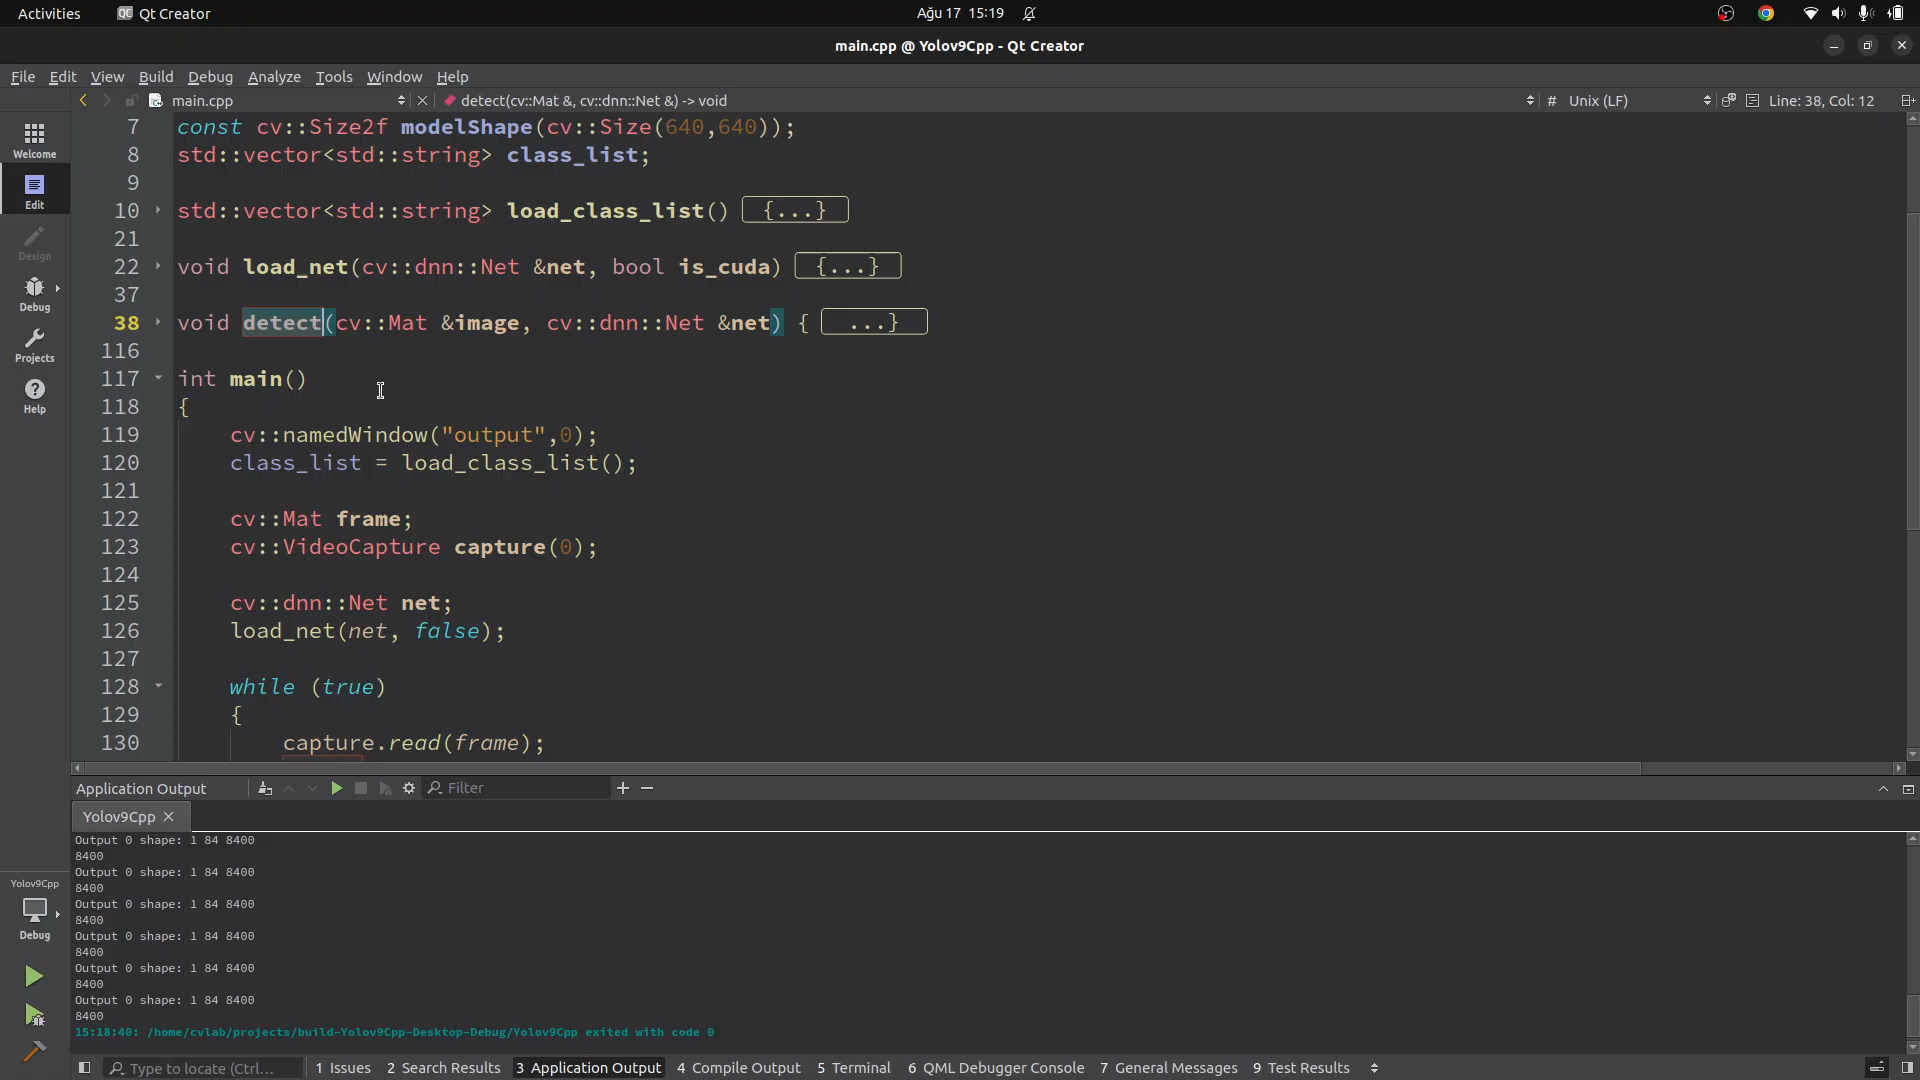 Activities
Qt Creator
Ağu 17 15:19
main.cpp @ Yolov9Cpp - Qt Creator
File Edit View Build Debug Analyze Tools Window Help
main.cpp
detect(cv::Mat &, cv::dnn::Net &) -> void
# Unix (LF)
Line: 38, Col: 12
Welcome
Edit
Design
Debug
Projects
Help
7 const cv::Size2f modelShape(cv::Size(640,640));
8 std::vector<std::string> class_list;
9
10 std::vector<std::string> load_class_list() {...}
21
22 void load_net(cv::dnn::Net &net, bool is_cuda) {...}
37
38 void detect(cv::Mat &image, cv::dnn::Net &net) { ...}
116
117 int main()
118 {
119 cv::namedWindow("output",0);
120 class_list = load_class_list();
121
122 cv::Mat frame;
123 cv::VideoCapture capture(0);
124
125 cv::dnn::Net net;
126 load_net(net, false);
127
128 while (true)
129 {
130 capture.read(frame);
Application Output
Filter
Yolov9Cpp
Output 0 shape: 1 84 8400
8400
Output 0 shape: 1 84 8400
8400
Output 0 shape: 1 84 8400
8400
Output 0 shape: 1 84 8400
8400
Output 0 shape: 1 84 8400
8400
Output 0 shape: 1 84 8400
8400
15:18:40: /home/cvlab/projects/build-Yolov9Cpp-Desktop-Debug/Yolov9Cpp exited with code 0
Yolov9Cpp
Debug
Type to locate (Ctrl...
1 Issues
2 Search Results
3 Application Output
4 Compile Output
5 Terminal
6 QML Debugger Console
7 General Messages
9 Test Results